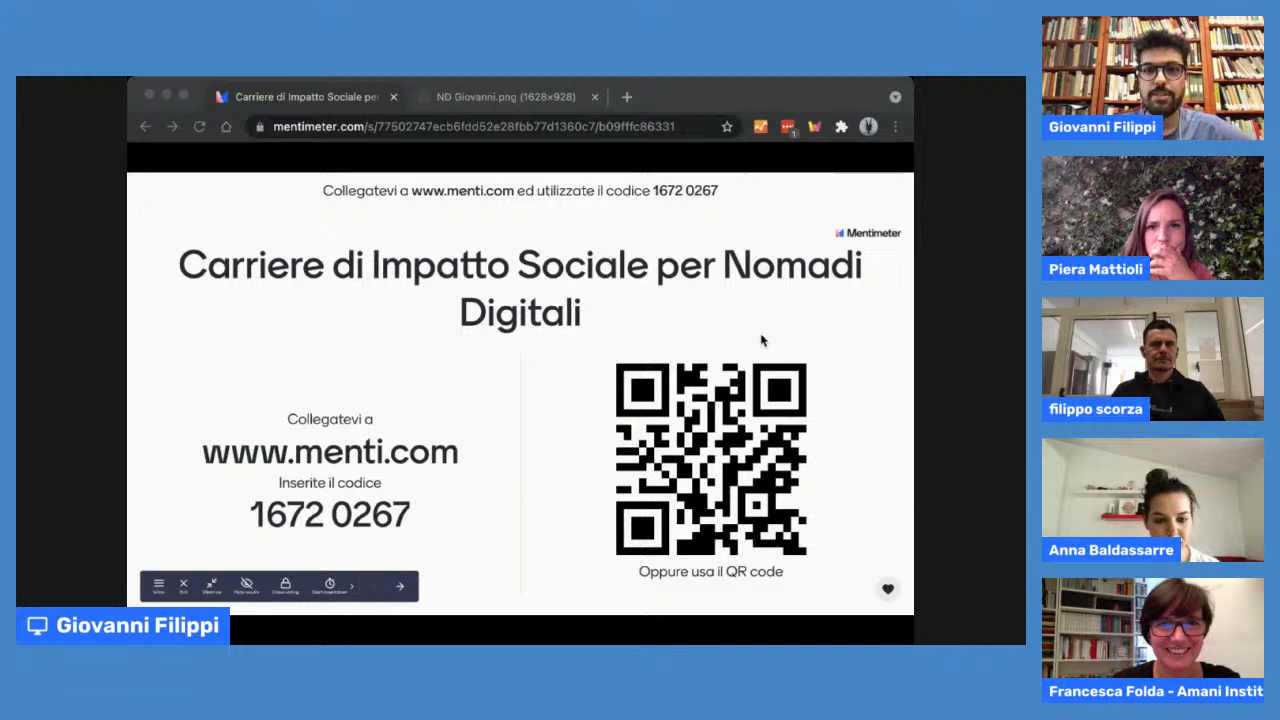 Carriere di Impatto Sociale per
ND Giovanni.png (1628×928)
mentimeter.com/s/77502747ecb6fdd52e28fbb77d1360c7/b09fffc86331
1
Collegatevi a www.menti.com ed utilizzate il codice 1672 0267
Mentimeter
Carriere di Impatto Sociale per Nomadi
Digitali
Collegatevi a
www.menti.com
Inserite il codice
1672 0267
Oppure usa il QR code
Giovanni Filippi
Giovanni Filippi
Piera Mattioli
filippo scorza
Anna Baldassarre
Francesca Folda - Amani Instit